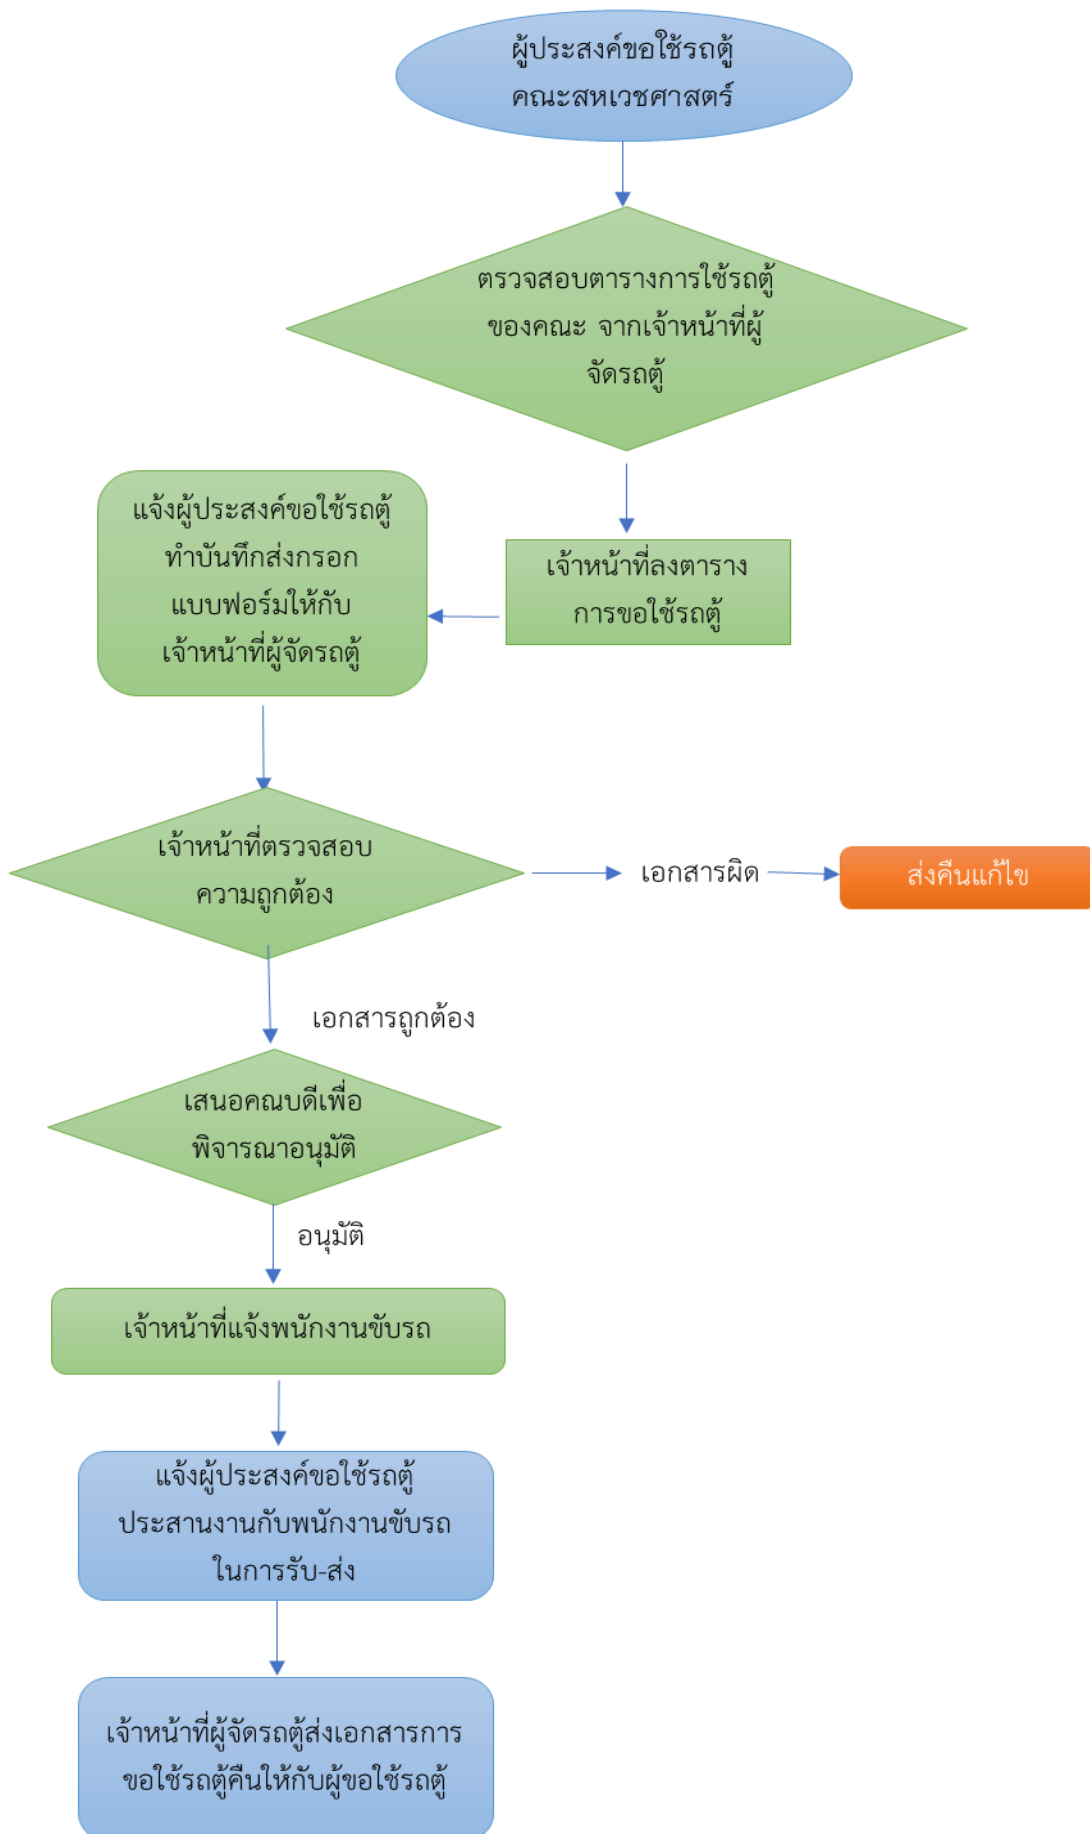 ผู้ประสงค์ขอใช้รถตู้
คณะสหเวชศาสตร์
ตรวจสอบตารางการใช้รถตู้
ของคณะ จากเจ้าหน้าที่ผู้
จัดรถตู้
เจ้าหน้าที่ลงตาราง
การขอใช้รถตู้
แจ้งผู้ประสงค์ขอใช้รถตู้
ทำบันทึกส่งกรอก
แบบฟอร์มให้กับ
เจ้าหน้าที่ผู้จัดรถตู้
เจ้าหน้าที่ตรวจสอบ
ความถูกต้อง
เอกสารผิด
ส่งคืนแก้ไข
เอกสารถูกต้อง
เสนอคณบดีเพื่อ
พิจารณาอนุมัติ
อนุมัติ
เจ้าหน้าที่แจ้งพนักงานขับรถ
แจ้งผู้ประสงค์ขอใช้รถตู้
ประสานงานกับพนักงานขับรถ
ในการรับ-ส่ง
เจ้าหน้าที่ผู้จัดรถตู้ส่งเอกสารการ
ขอใช้รถตู้คืนให้กับผู้ขอใช้รถตู้